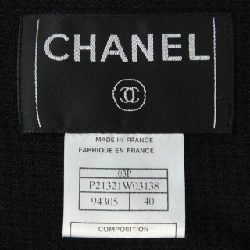 CHANEL
MADE IN FRANCE
FABRIQUE EN FRANCE
03P
P21321W03138
94305 40
COMPOSITION